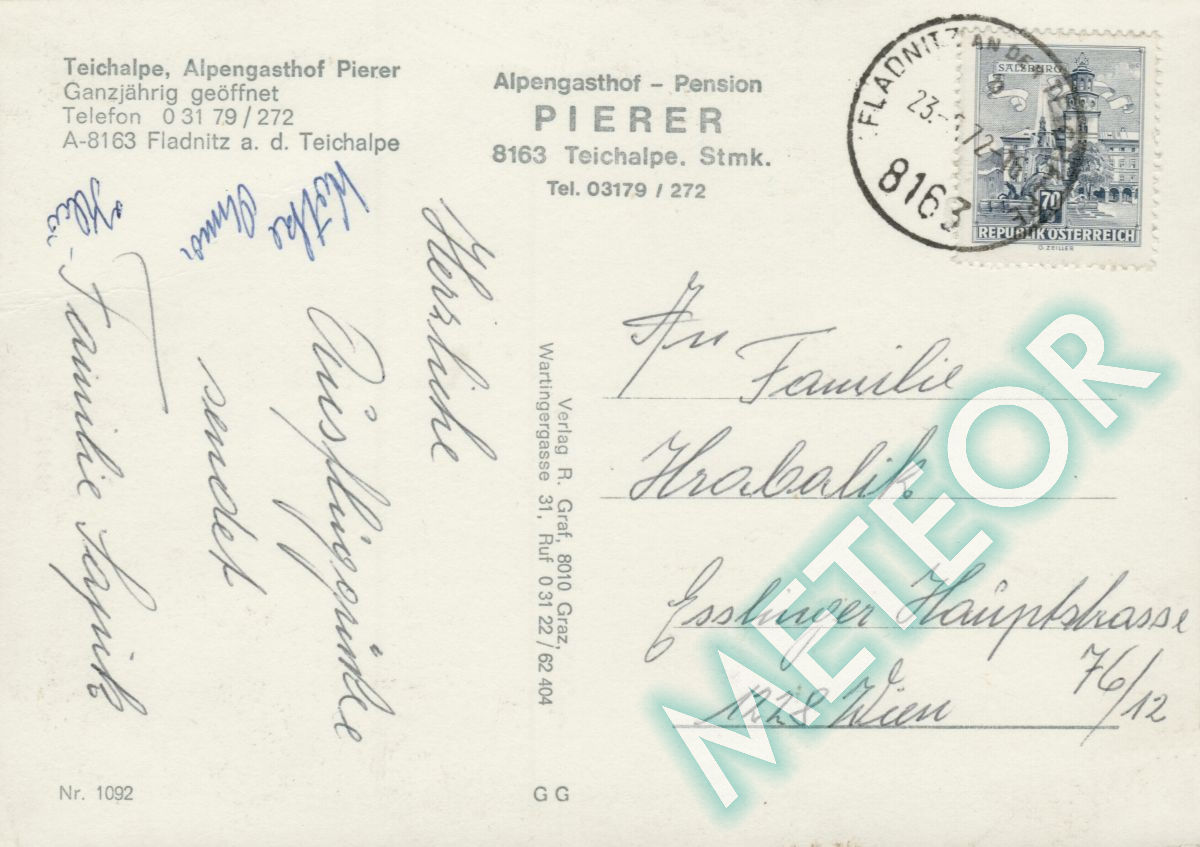 Teichalpe, Alpengasthof Pierer
Ganzjährig geöffnet
Telefon 0 31 79 / 272
A-8163 Fladnitz a. d. Teichalpe
Alpengasthof – Pension
PIERER
8163 Teichalpe. Stmk.
Tel. 03179 / 272
FLADNITZ AN DER TEICHALPE
8163
SALZBURG
70
REPUBLIK ÖSTERREICH
G. ZEILLER
Herzliche
Ausflugsgrüße
sendet
Familie
Verlag R. Graf, 8010 Graz,
Wartingergasse 31, Ruf 0 31 22 / 62 404
An
Familie
Hrabalik
Esslinger Hauptstrasse
76/12
1228 Wien
METEOR
Nr. 1092
G G